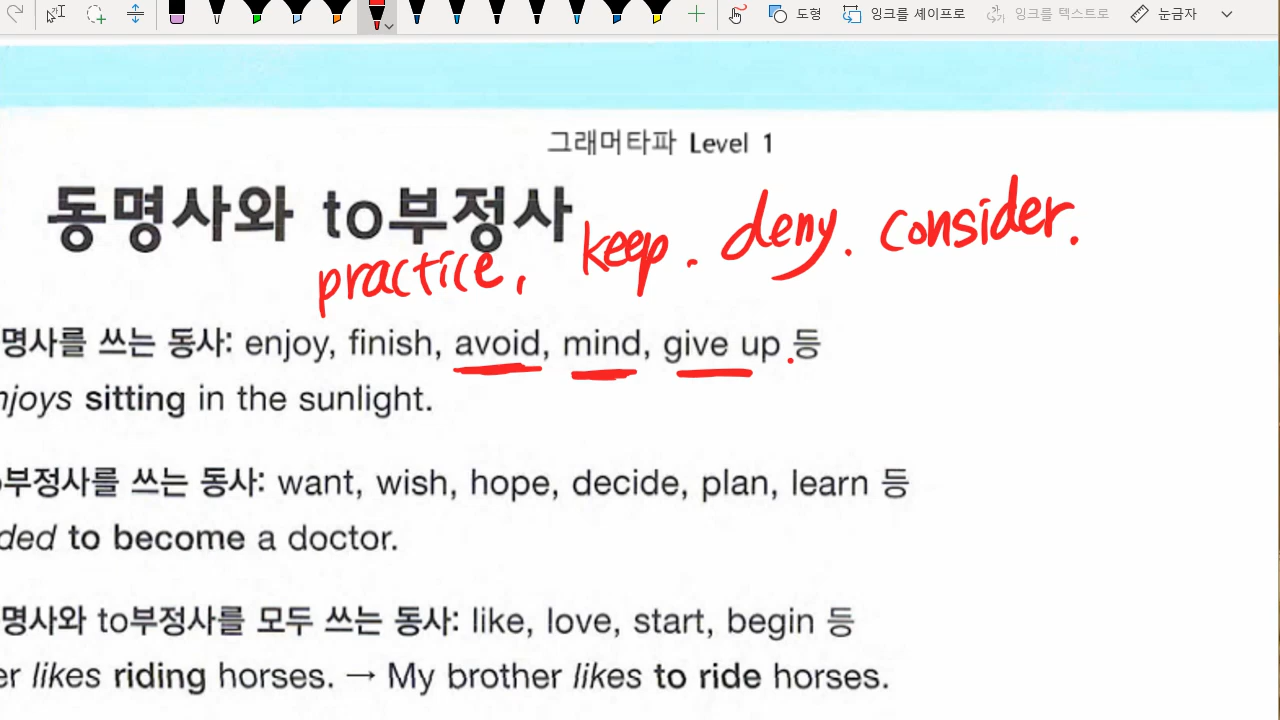 도형 잉크를 셰이프로 잉크를 텍스트로 눈금자
그래머타파 Level 1
동명사와 to부정사
practice, keep. deny. consider.
명사를 쓰는 동사: enjoy, finish, avoid, mind, give up 등
njoys sitting in the sunlight.
부정사를 쓰는 동사: want, wish, hope, decide, plan, learn 등
ded to become a doctor.
명사와 to부정사를 모두 쓰는 동사: like, love, start, begin 등
er likes riding horses. → My brother likes to ride horses.